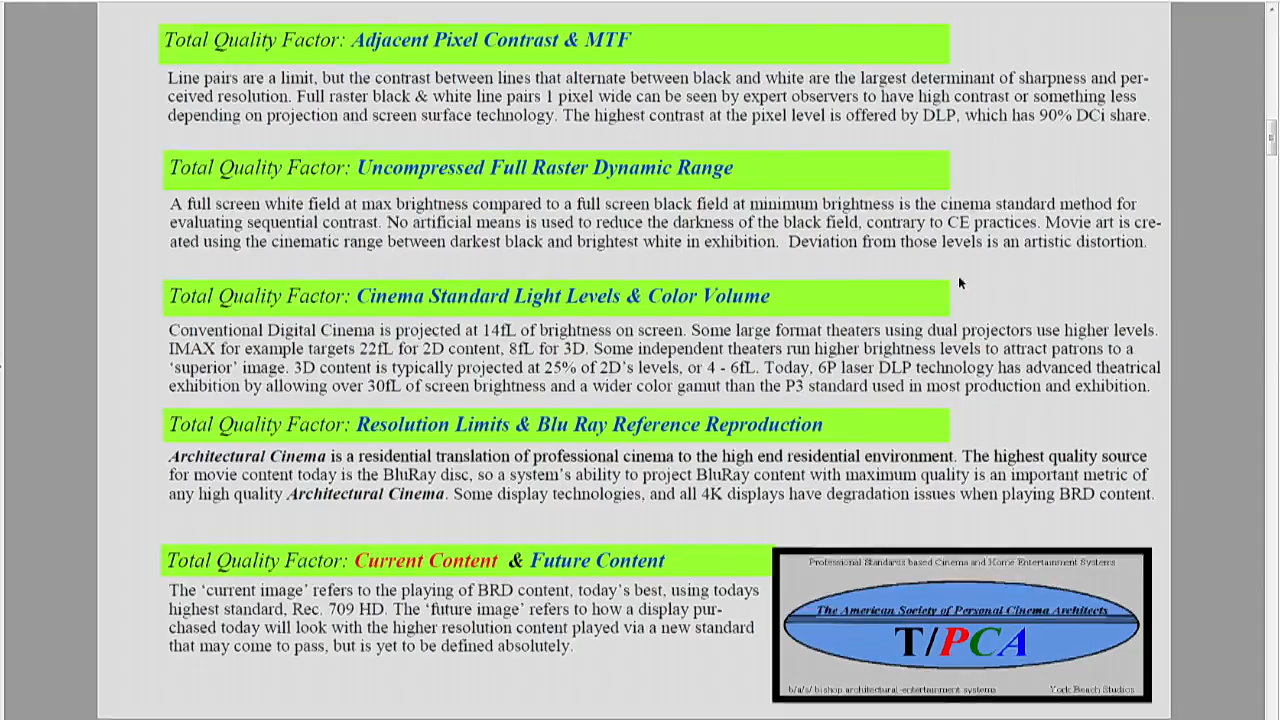 Total Quality Factor: Adjacent Pixel Contrast & MTF
Line pairs are a limit, but the contrast between lines that alternate between black and white are the largest determinant of sharpness and per-
ceived resolution. Full raster black & white line pairs 1 pixel wide can be seen by expert observers to have high contrast or something less
depending on projection and screen surface technology. The highest contrast at the pixel level is offered by DLP, which has 90% DCi share.
Total Quality Factor: Uncompressed Full Raster Dynamic Range
A full screen white field at max brightness compared to a full screen black field at minimum brightness is the cinema standard method for
evaluating sequential contrast. No artificial means is used to reduce the darkness of the black field, contrary to CE practices. Movie art is cre-
ated using the cinematic range between darkest black and brightest white in exhibition. Deviation from those levels is an artistic distortion.
Total Quality Factor: Cinema Standard Light Levels & Color Volume
Conventional Digital Cinema is projected at 14fL of brightness on screen. Some large format theaters using dual projectors use higher levels.
IMAX for example targets 22fL for 2D content, 8fL for 3D. Some independent theaters run higher brightness levels to attract patrons to a
‘superior’ image. 3D content is typically projected at 25% of 2D’s levels, or 4 - 6fL. Today, 6P laser DLP technology has advanced theatrical
exhibition by allowing over 30fL of screen brightness and a wider color gamut than the P3 standard used in most production and exhibition.
Total Quality Factor: Resolution Limits & Blu Ray Reference Reproduction
Architectural Cinema is a residential translation of professional cinema to the high end residential environment. The highest quality source
for movie content today is the BluRay disc, so a system’s ability to project BluRay content with maximum quality is an important metric of
any high quality Architectural Cinema. Some display technologies, and all 4K displays have degradation issues when playing BRD content.
Total Quality Factor: Current Content & Future Content
The ‘current image’ refers to the playing of BRD content, today’s best, using todays
highest standard, Rec. 709 HD. The ‘future image’ refers to how a display pur-
chased today will look with the higher resolution content played via a new standard
that may come to pass, but is yet to be defined absolutely.
Professional Standards based Cinema and Home Entertainment Systems
The American Society of Personal Cinema Architects
T/PCA
b/a/s/ bishop architectural-entertainment systems York Beach Studios